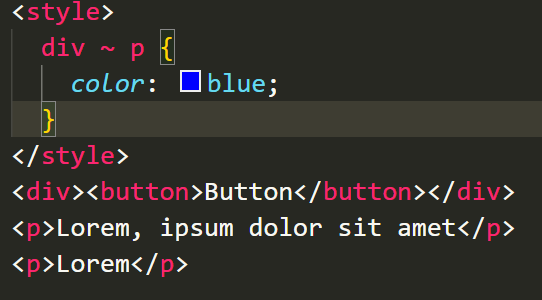 <style>
div ~ p {
color: blue;
}
</style>
<div><button>Button</button></div>
<p>Lorem, ipsum dolor sit amet</p>
<p>Lorem</p>